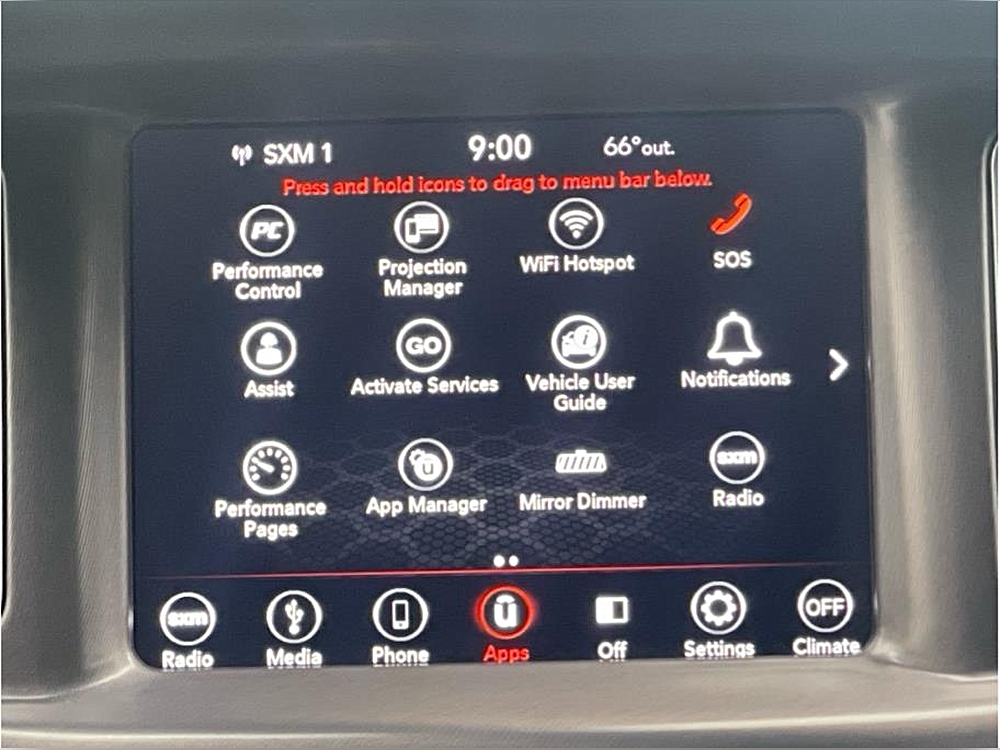 SXM 1 9:00 66°out.
Press and hold icons to drag to menu bar below.
PC
Performance Control
Projection Manager
WiFi Hotspot
SOS
Assist
GO
Activate Services
i
Vehicle User Guide
Notifications
Performance Pages
u
App Manager
Mirror Dimmer
sxm
Radio
sxm
Radio
Media
Phone
u
Apps
Off
Settings
OFF
Climate